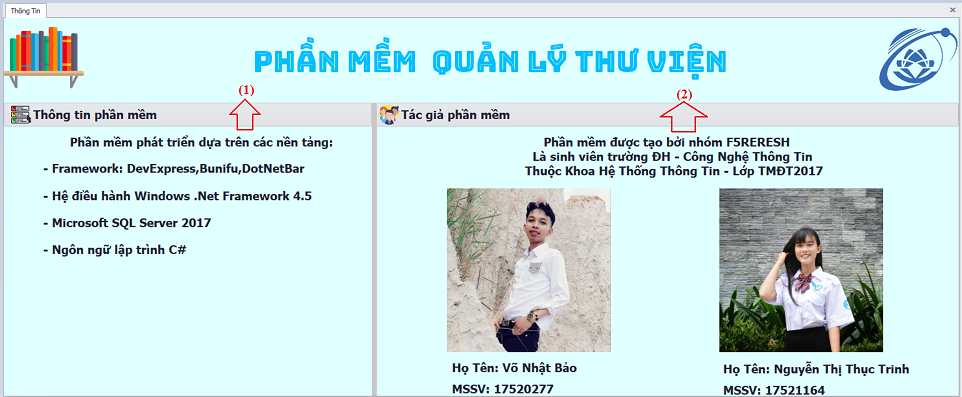 Thông Tin
PHẦN MỀM QUẢN LÝ THƯ VIỆN
(1)
(2)
Thông tin phần mềm
Phần mềm phát triển dựa trên các nền tảng:
- Framework: DevExpress,Bunifu,DotNetBar
- Hệ điều hành Windows .Net Framework 4.5
- Microsoft SQL Server 2017
- Ngôn ngữ lập trình C#
Tác giả phần mềm
Phần mềm được tạo bởi nhóm F5RERESH
Là sinh viên trường ĐH - Công Nghệ Thông Tin
Thuộc Khoa Hệ Thống Thông Tin - Lớp TMĐT2017
Họ Tên: Võ Nhật Bảo
MSSV: 17520277
Họ Tên: Nguyễn Thị Thục Trinh
MSSV: 17521164